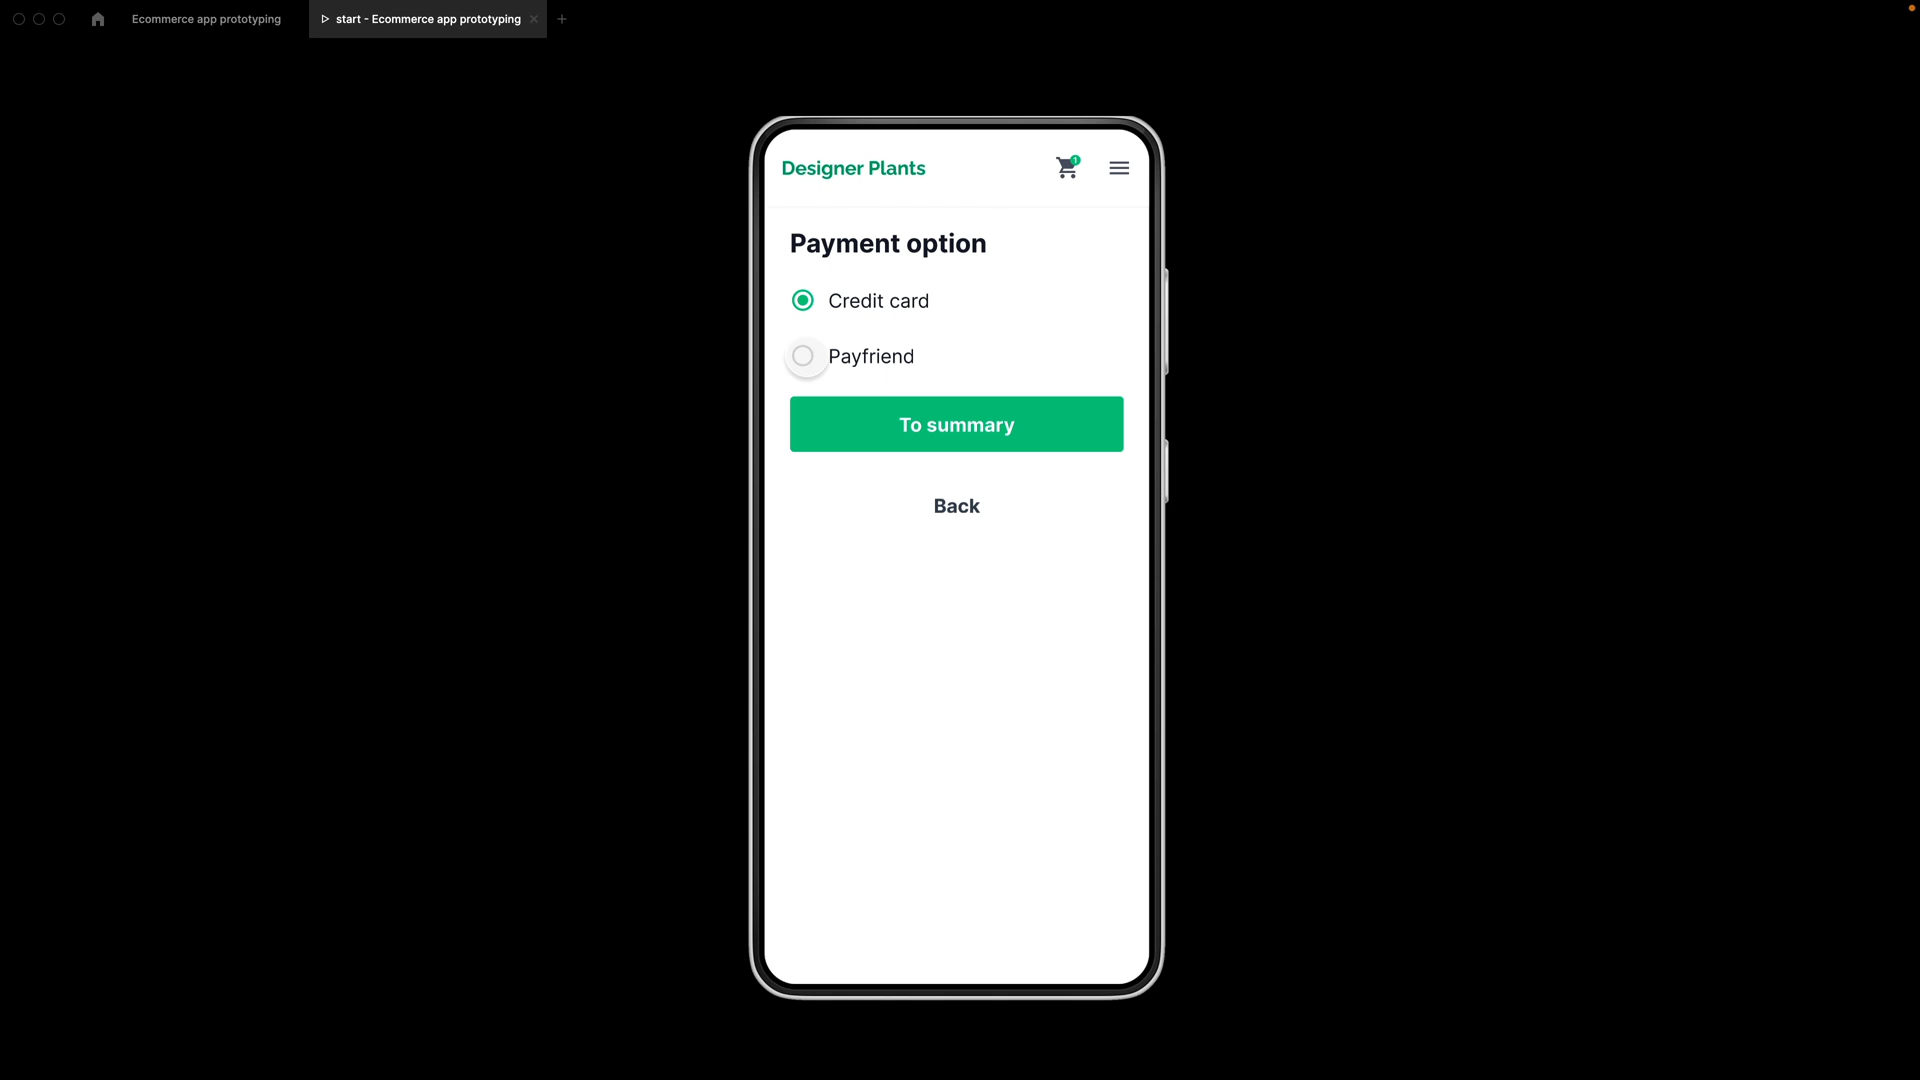 Ecommerce app prototyping
start - Ecommerce app prototyping
Designer Plants
1
Payment option
Credit card
Payfriend
To summary
Back